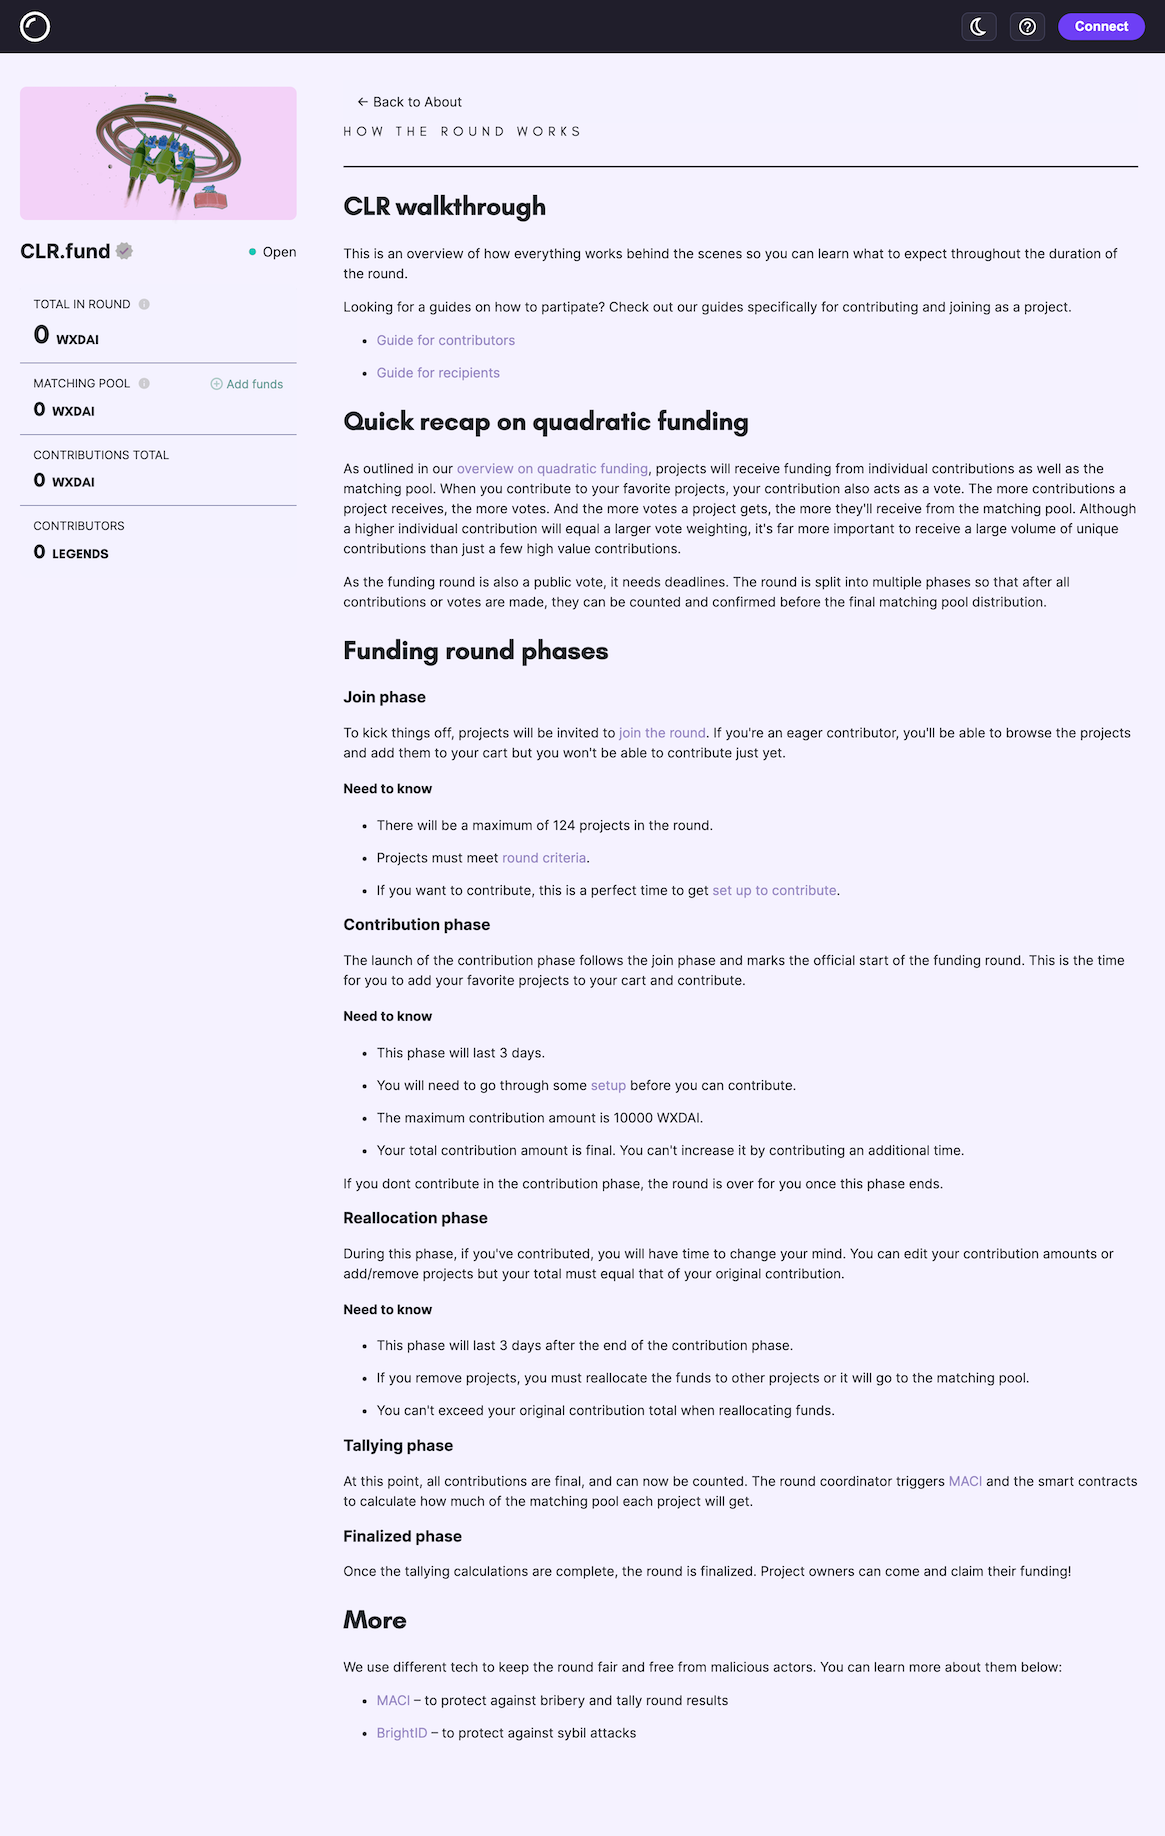 Connect
← Back to About
HOW THE ROUND WORKS
CLR.fund
Open
TOTAL IN ROUND
0 WXDAI
MATCHING POOL
Add funds
0 WXDAI
CONTRIBUTIONS TOTAL
0 WXDAI
CONTRIBUTORS
0 LEGENDS
CLR walkthrough
This is an overview of how everything works behind the scenes so you can learn what to expect throughout the duration of
the round.
Looking for a guides on how to partipate? Check out our guides specifically for contributing and joining as a project.
• Guide for contributors
• Guide for recipients
Quick recap on quadratic funding
As outlined in our overview on quadratic funding, projects will receive funding from individual contributions as well as the
matching pool. When you contribute to your favorite projects, your contribution also acts as a vote. The more contributions a
project receives, the more votes. And the more votes a project gets, the more they'll receive from the matching pool. Although
a higher individual contribution will equal a larger vote weighting, it's far more important to receive a large volume of unique
contributions than just a few high value contributions.
As the funding round is also a public vote, it needs deadlines. The round is split into multiple phases so that after all
contributions or votes are made, they can be counted and confirmed before the final matching pool distribution.
Funding round phases
Join phase
To kick things off, projects will be invited to join the round. If you're an eager contributor, you'll be able to browse the projects
and add them to your cart but you won't be able to contribute just yet.
Need to know
• There will be a maximum of 124 projects in the round.
• Projects must meet round criteria.
• If you want to contribute, this is a perfect time to get set up to contribute.
Contribution phase
The launch of the contribution phase follows the join phase and marks the official start of the funding round. This is the time
for you to add your favorite projects to your cart and contribute.
Need to know
• This phase will last 3 days.
• You will need to go through some setup before you can contribute.
• The maximum contribution amount is 10000 WXDAI.
• Your total contribution amount is final. You can't increase it by contributing an additional time.
If you dont contribute in the contribution phase, the round is over for you once this phase ends.
Reallocation phase
During this phase, if you've contributed, you will have time to change your mind. You can edit your contribution amounts or
add/remove projects but your total must equal that of your original contribution.
Need to know
• This phase will last 3 days after the end of the contribution phase.
• If you remove projects, you must reallocate the funds to other projects or it will go to the matching pool.
• You can't exceed your original contribution total when reallocating funds.
Tallying phase
At this point, all contributions are final, and can now be counted. The round coordinator triggers MACI and the smart contracts
to calculate how much of the matching pool each project will get.
Finalized phase
Once the tallying calculations are complete, the round is finalized. Project owners can come and claim their funding!
More
We use different tech to keep the round fair and free from malicious actors. You can learn more about them below:
• MACI – to protect against bribery and tally round results
• BrightID – to protect against sybil attacks